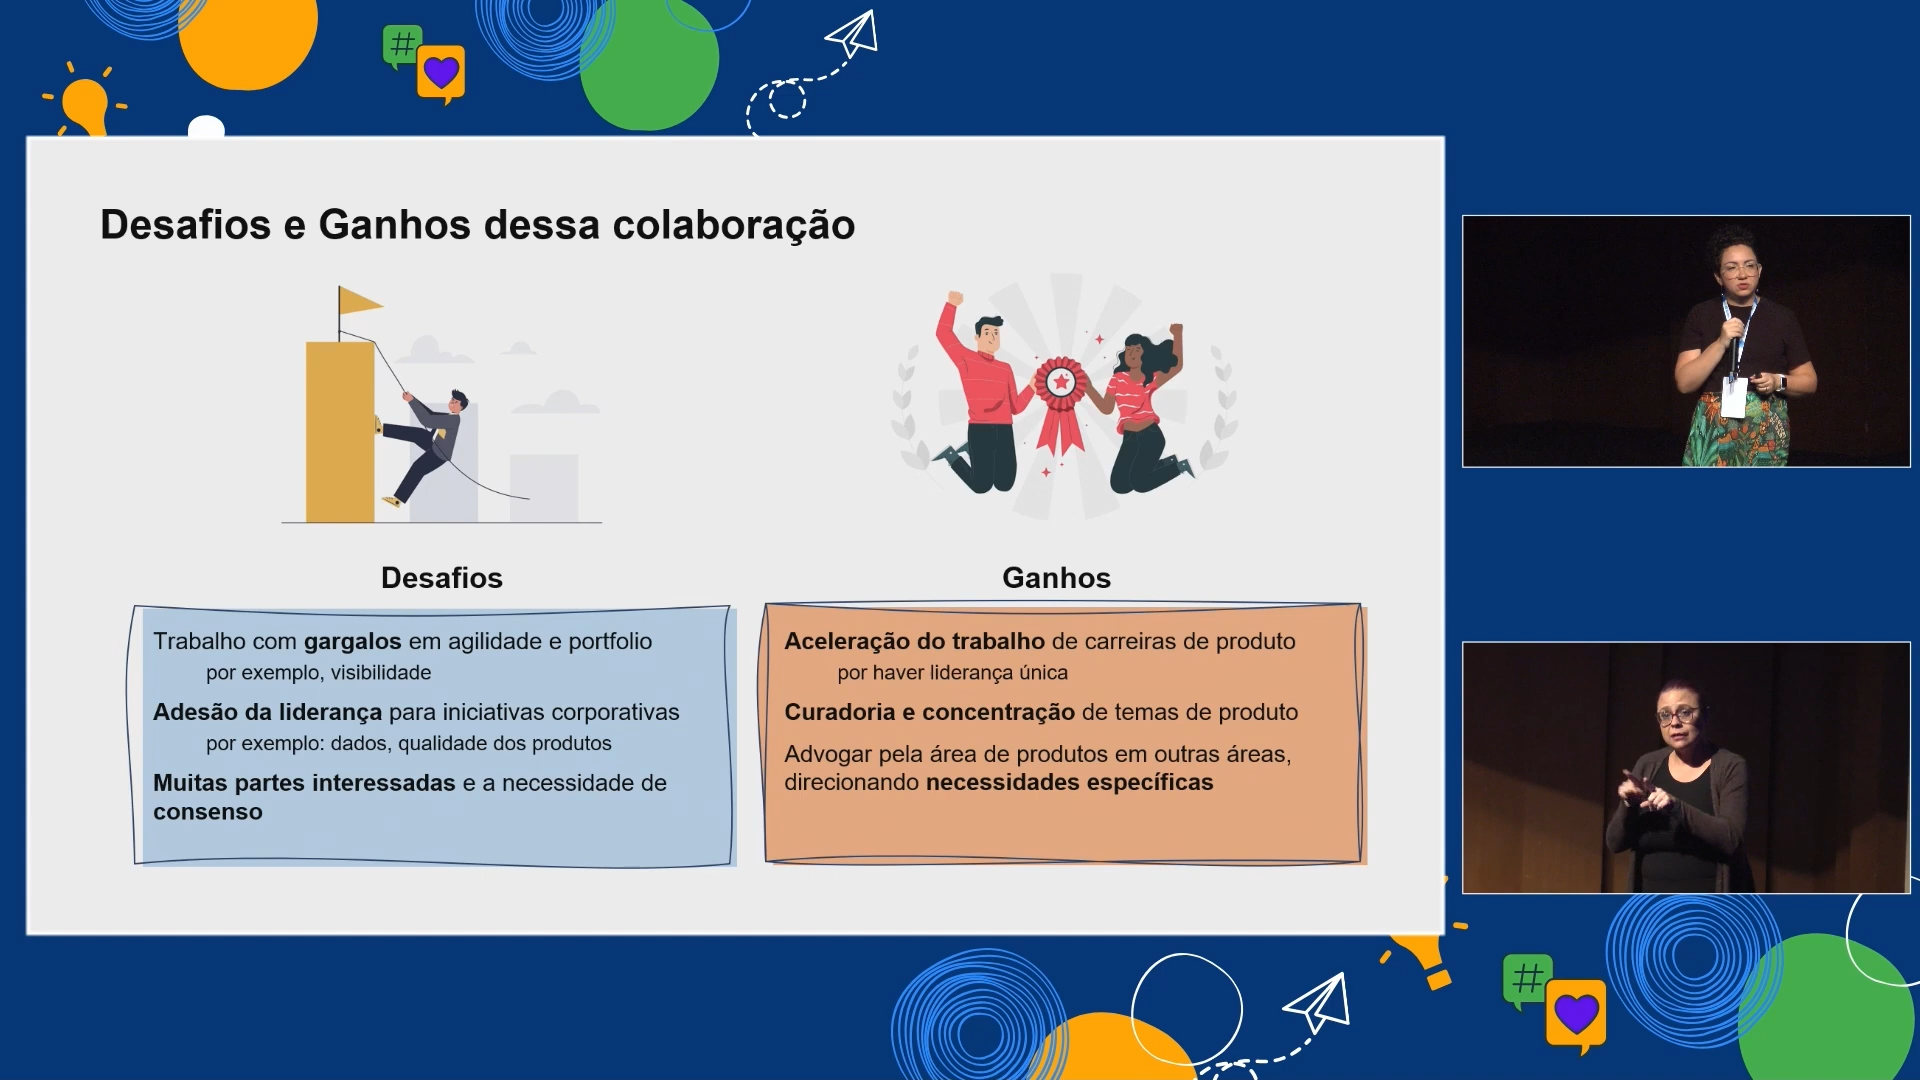 Desafios e Ganhos dessa colaboração
Desafios
Trabalho com gargalos em agilidade e portfolio
por exemplo, visibilidade
Adesão da liderança para iniciativas corporativas
por exemplo: dados, qualidade dos produtos
Muitas partes interessadas e a necessidade de
consenso
Ganhos
Aceleração do trabalho de carreiras de produto
por haver liderança única
Curadoria e concentração de temas de produto
Advogar pela área de produtos em outras áreas,
direcionando necessidades específicas